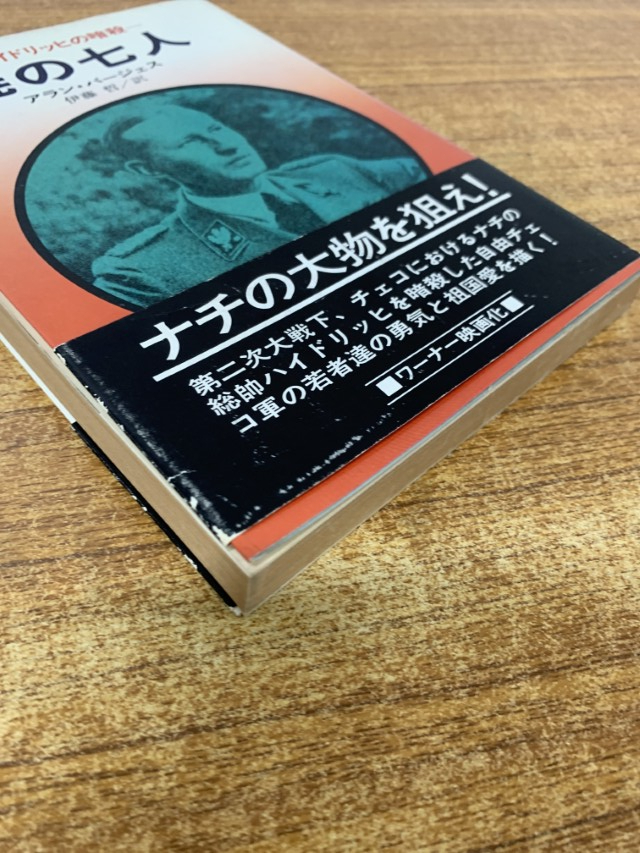 イドリッヒの暗殺―
の七人
アラン・バージェス
伊藤 哲／訳
ナチの大物を狙え！
第二次大戦下、チェコにおけるナチの
総帥ハイドリッヒを暗殺した自由チェ
コ軍の若者達の勇気と祖国愛を描く！
■ワーナー映画化■